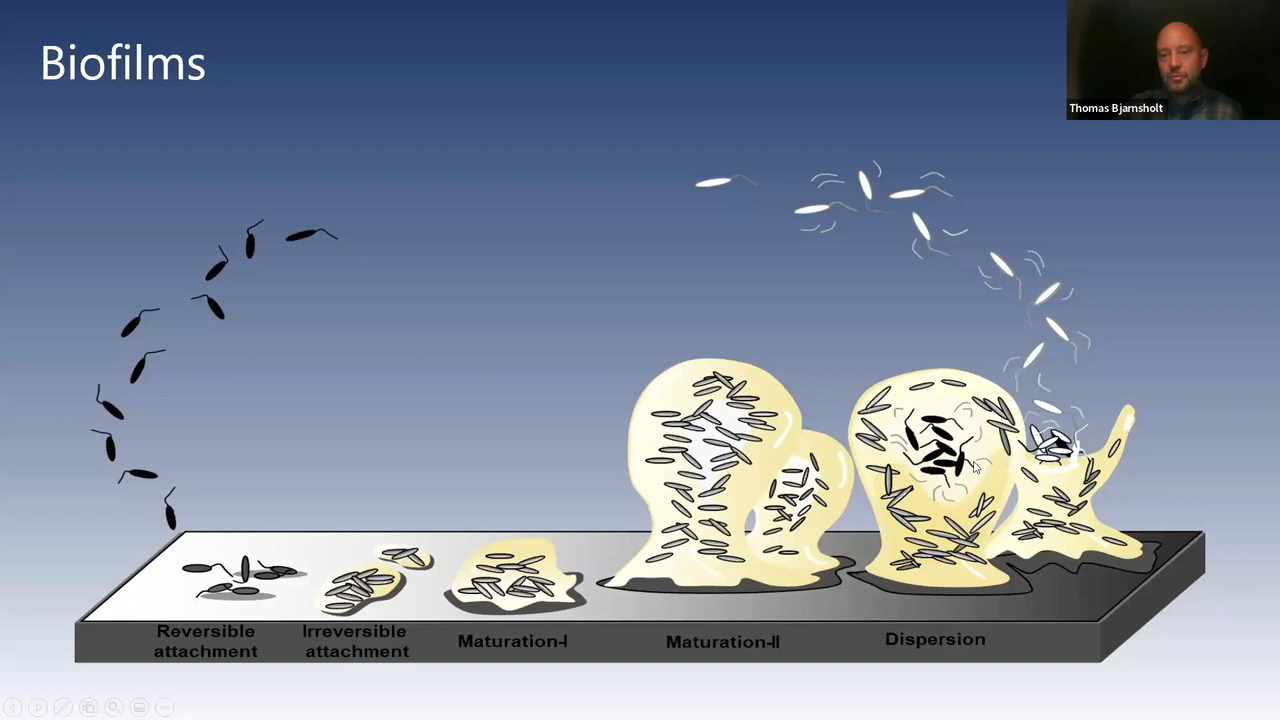 Biofilms
Thomas Bjarnsholt
Reversible
attachment
Irreversible
attachment
Maturation-I
Maturation-II
Dispersion